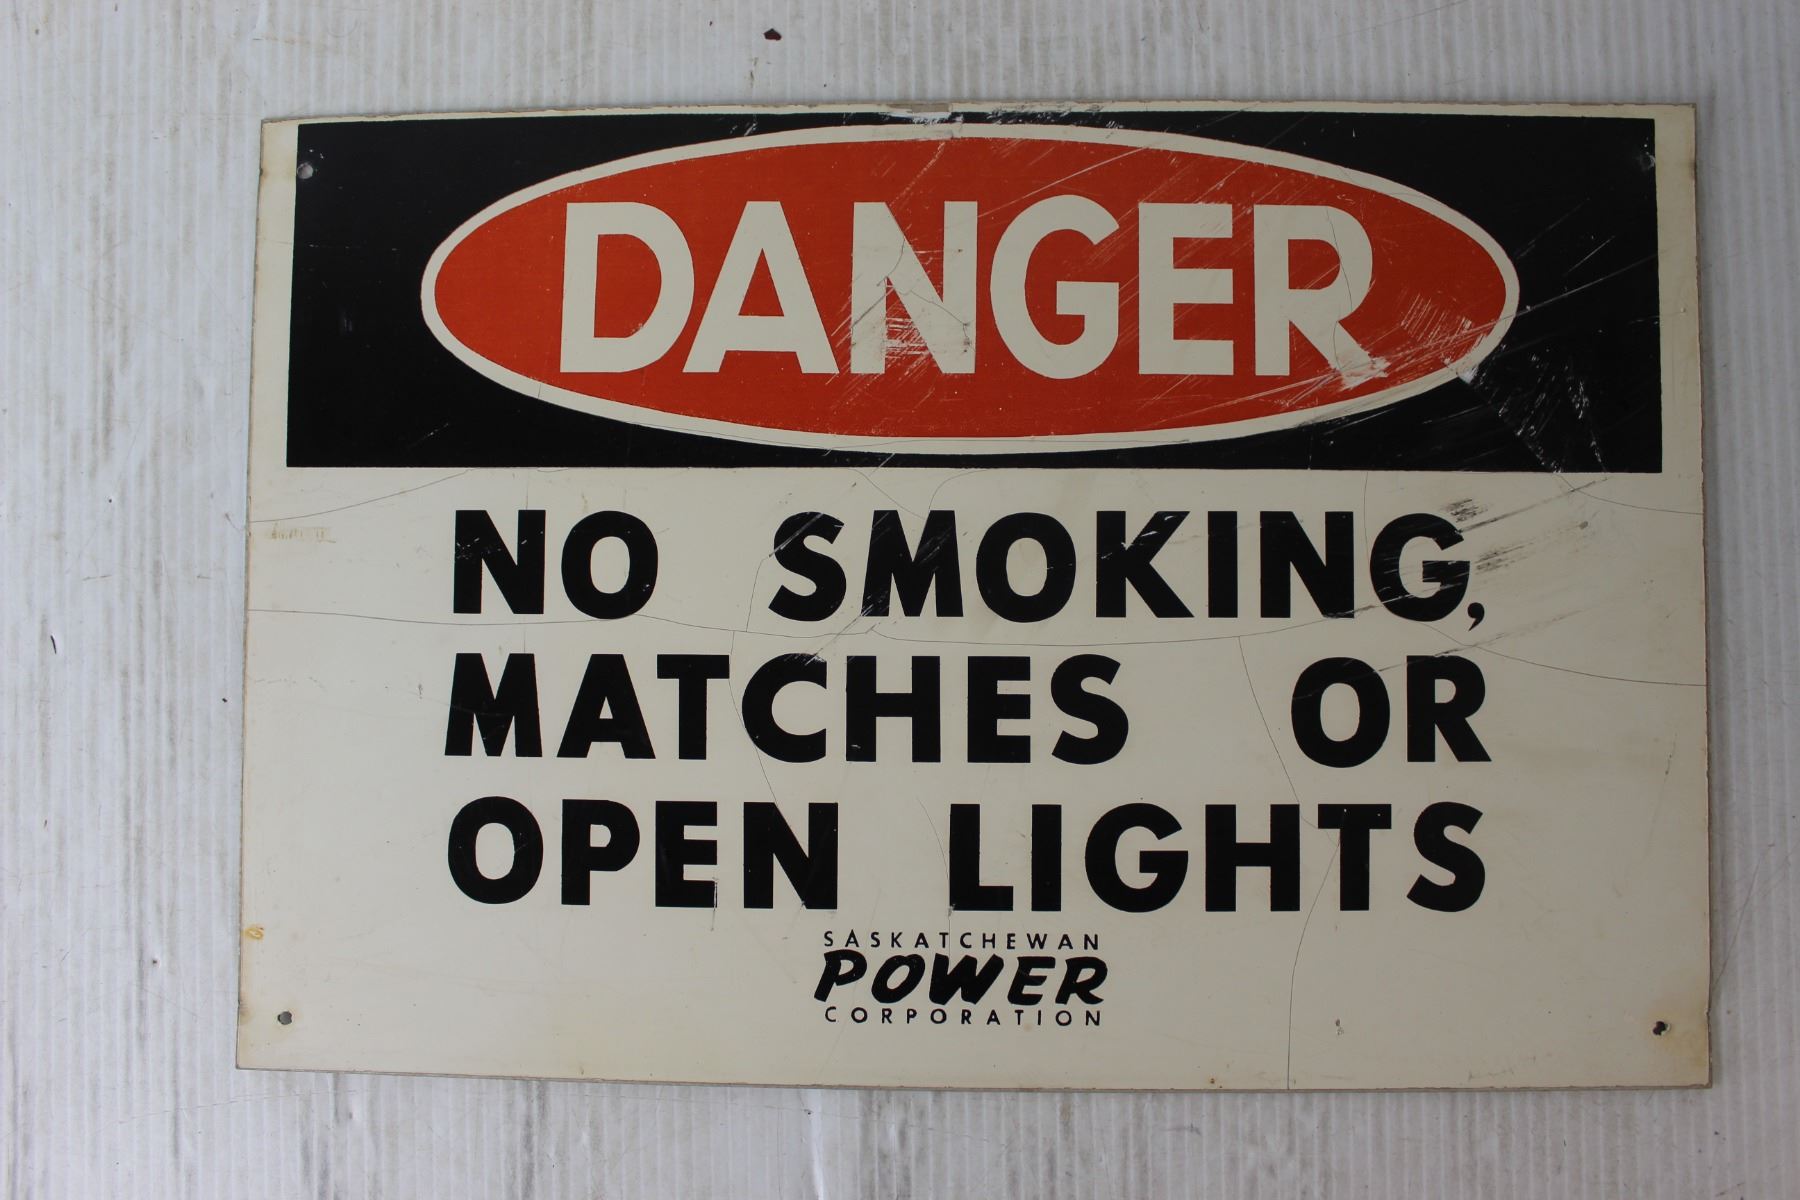 DANGER
NO SMOKING,
MATCHES OR
OPEN LIGHTS
SASKATCHEWAN
POWER
CORPORATION